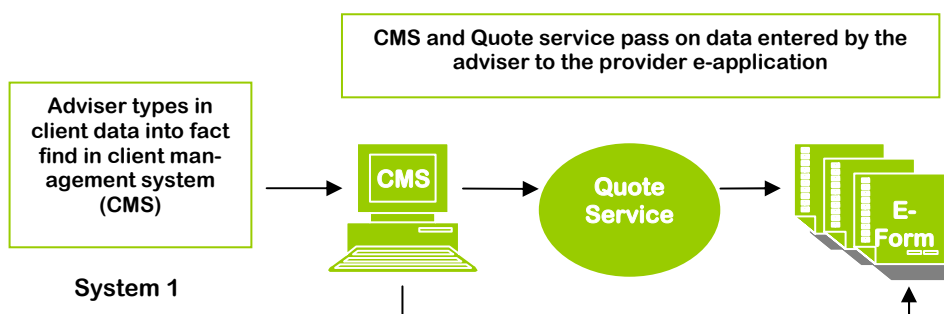 CMS and Quote service pass on data entered by the
adviser to the provider e-application
Adviser types in
client data into fact
find in client man-
agement system
(CMS)
CMS
Quote
Service
E-
Form
System 1